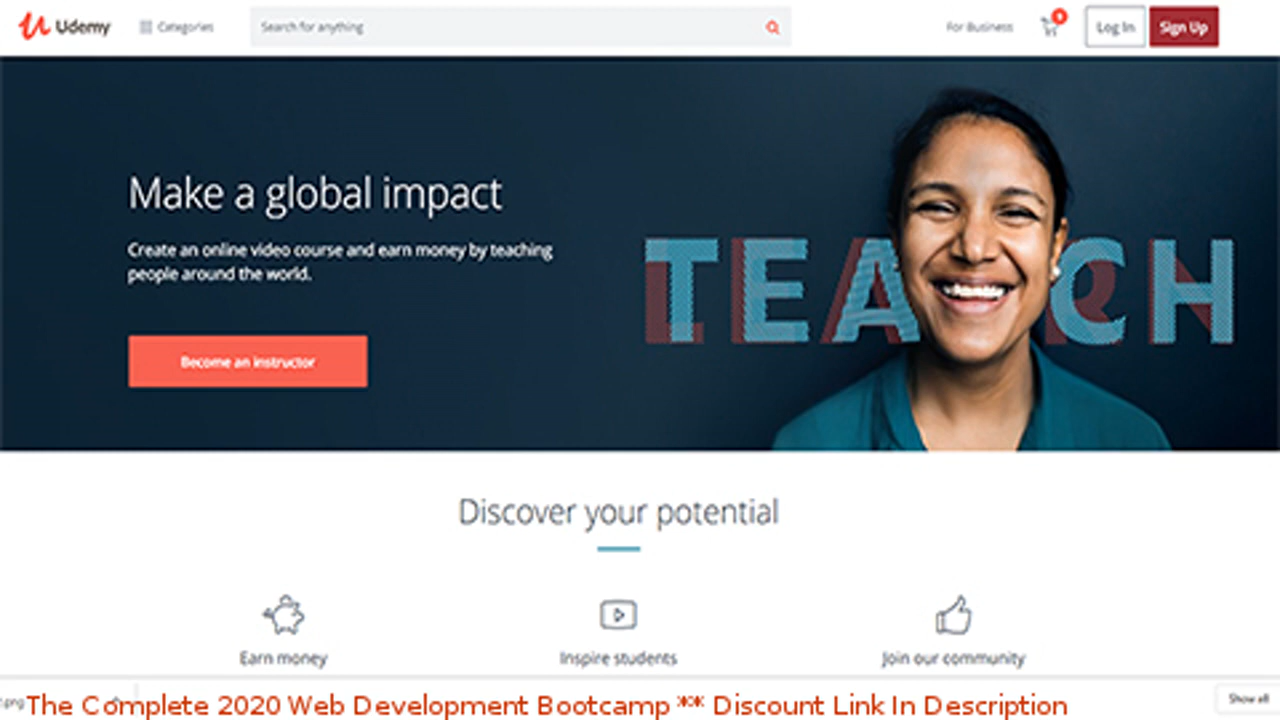 Udemy
Categories
Search for anything
For Business
Log In
Sign Up
Make a global impact
Create an online video course and earn money by teaching
people around the world.
TEACH
Become an instructor
Discover your potential
Earn money
Inspire students
Join our community
.png
The Complete 2020 Web Development Bootcamp *** Discount Link In Description
Show all